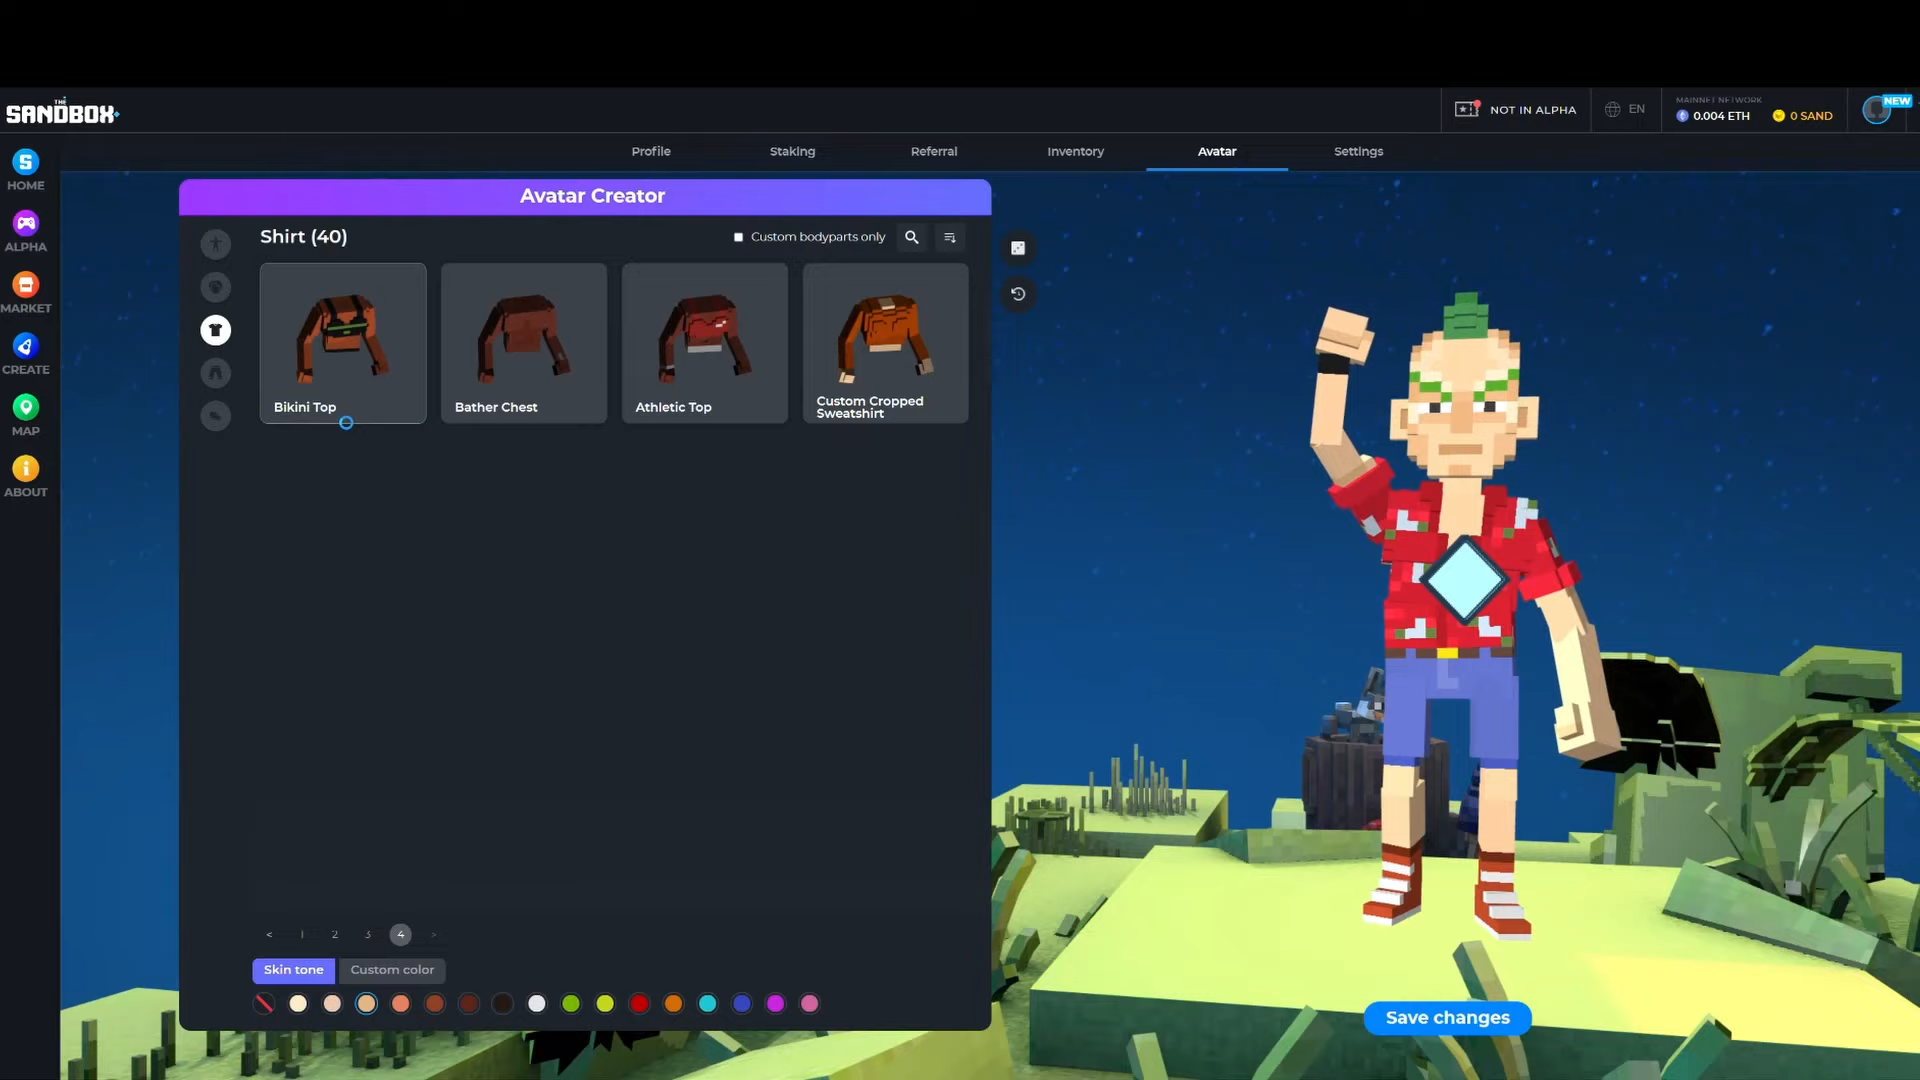 THE
SANDBOX
NOT IN ALPHA
EN
MAINNET NETWORK
0.004 ETH
0 SAND
NEW
Profile
Staking
Referral
Inventory
Avatar
Settings
S
HOME
ALPHA
MARKET
CREATE
MAP
i
ABOUT
Avatar Creator
Shirt (40)
Custom bodyparts only
Bikini Top
Bather Chest
Athletic Top
Custom Cropped
Sweatshirt
< 1 2 3 4 >
Skin tone
Custom color
Save changes